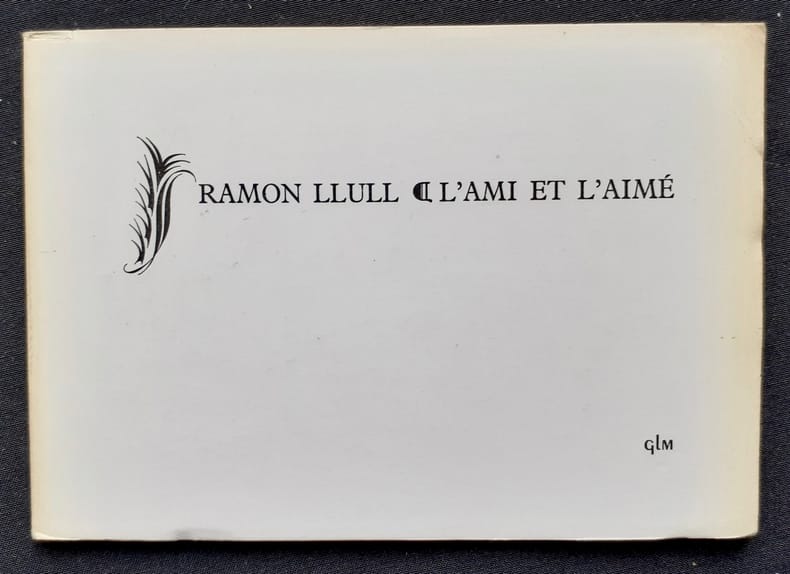 RAMON LLULL ⸿ L'AMI ET L'AIMÉ
glm